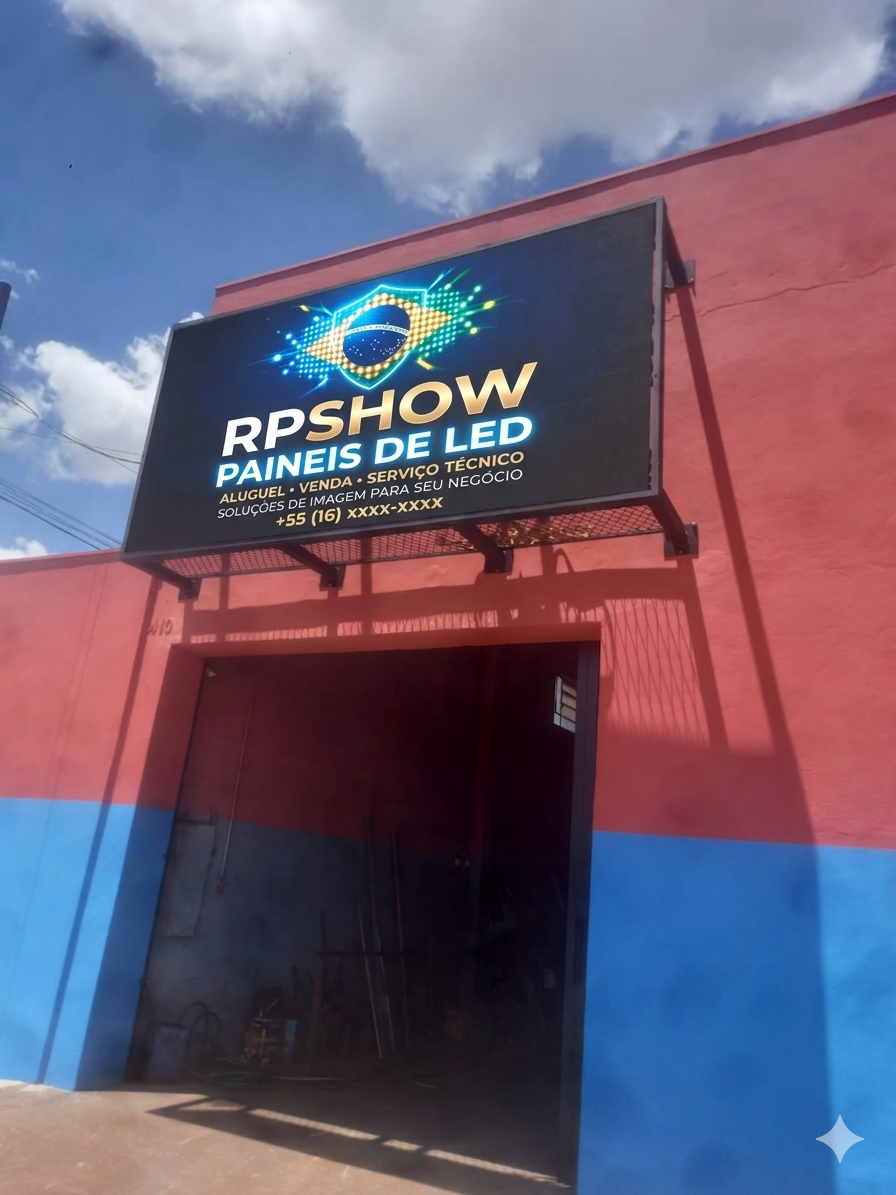 RPSHOW
PAINEIS DE LED
ALUGUEL • VENDA • SERVIÇO TÉCNICO
SOLUÇÕES DE IMAGEM PARA SEU NEGÓCIO
+55 (16) xxxx-xxxx